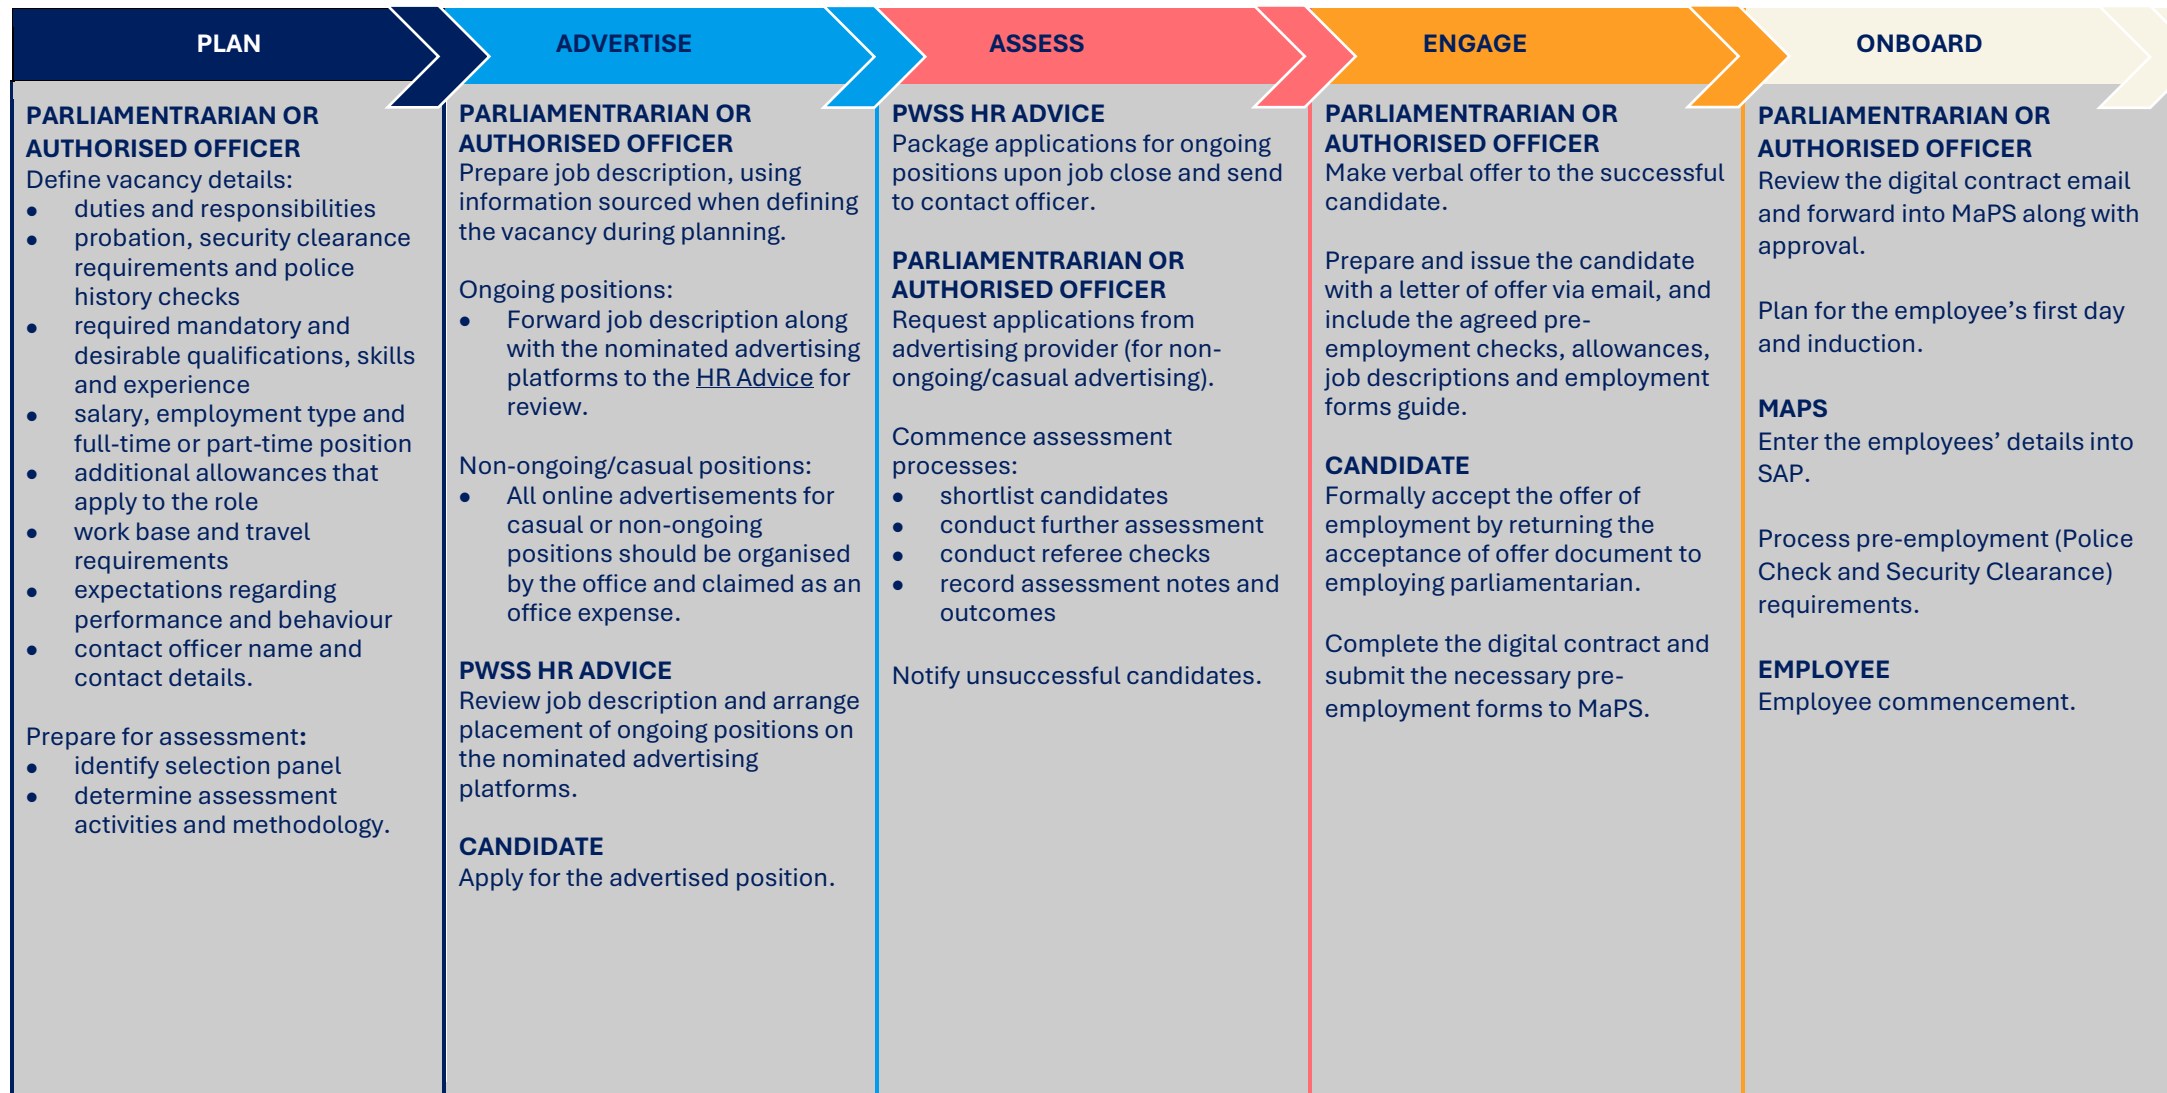 PLAN
ADVERTISE
ASSESS
ENGAGE
ONBOARD
PARLIAMENTRARIAN OR
AUTHORISED OFFICER
Define vacancy details:
• duties and responsibilities
• probation, security clearance
requirements and police
history checks
• required mandatory and
desirable qualifications, skills
and experience
• salary, employment type and
full-time or part-time position
• additional allowances that
apply to the role
• work base and travel
requirements
• expectations regarding
performance and behaviour
• contact officer name and
contact details.
Prepare for assessment:
• identify selection panel
• determine assessment
activities and methodology.
PARLIAMENTRARIAN OR
AUTHORISED OFFICER
Prepare job description, using
information sourced when defining
the vacancy during planning.
Ongoing positions:
• Forward job description along
with the nominated advertising
platforms to the HR Advice for
review.
Non-ongoing/casual positions:
• All online advertisements for
casual or non-ongoing
positions should be organised
by the office and claimed as an
office expense.
PWSS HR ADVICE
Review job description and arrange
placement of ongoing positions on
the nominated advertising
platforms.
CANDIDATE
Apply for the advertised position.
PWSS HR ADVICE
Package applications for ongoing
positions upon job close and send
to contact officer.
PARLIAMENTRARIAN OR
AUTHORISED OFFICER
Request applications from
advertising provider (for non-
ongoing/casual advertising).
Commence assessment
processes:
• shortlist candidates
• conduct further assessment
• conduct referee checks
• record assessment notes and
outcomes
Notify unsuccessful candidates.
PARLIAMENTRARIAN OR
AUTHORISED OFFICER
Make verbal offer to the successful
candidate.
Prepare and issue the candidate
with a letter of offer via email, and
include the agreed pre-
employment checks, allowances,
job descriptions and employment
forms guide.
CANDIDATE
Formally accept the offer of
employment by returning the
acceptance of offer document to
employing parliamentarian.
Complete the digital contract and
submit the necessary pre-
employment forms to MaPS.
PARLIAMENTRARIAN OR
AUTHORISED OFFICER
Review the digital contract email
and forward into MaPS along with
approval.
Plan for the employee’s first day
and induction.
MAPS
Enter the employees’ details into
SAP.
Process pre-employment (Police
Check and Security Clearance)
requirements.
EMPLOYEE
Employee commencement.